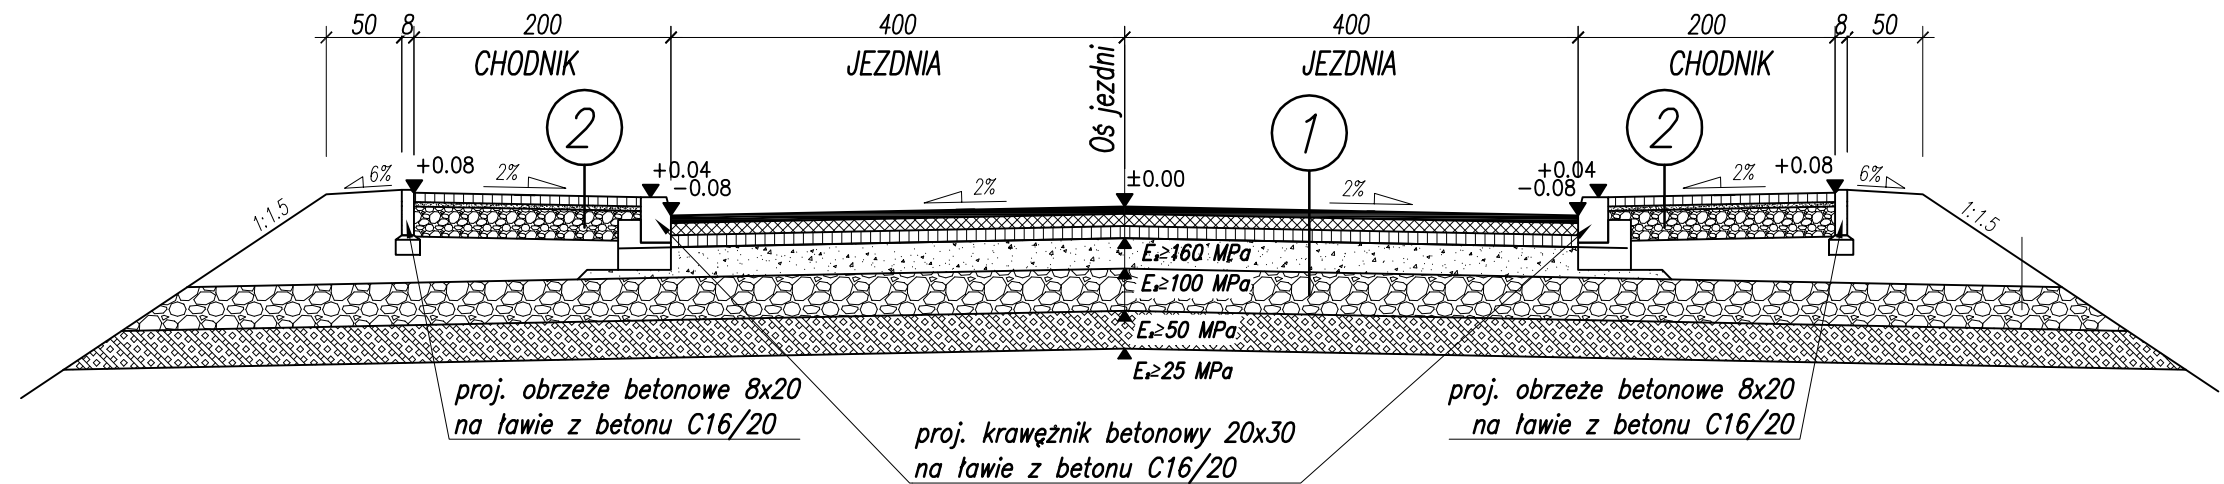 50 8 200 400 400 200 8 50
CHODNIK JEZDNIA JEZDNIA CHODNIK
Oś jezdni
2 1 2
6% +0.08 2% +0.04 2% ±0.00 2% +0.04 2% +0.08 6%
-0.08 -0.08
1:1.5 1:1.5
E₂≥160 MPa
E₂≥100 MPa
E₂≥50 MPa
E₂≥25 MPa
proj. obrzeże betonowe 8x20
na ławie z betonu C16/20
proj. krawężnik betonowy 20x30
na ławie z betonu C16/20
proj. obrzeże betonowe 8x20
na ławie z betonu C16/20